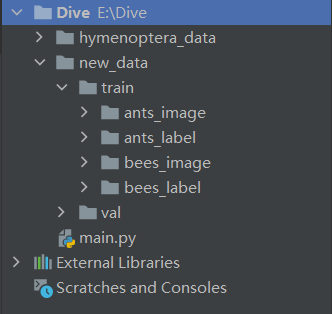 Dive E:\Dive
hymenoptera_data
new_data
train
ants_image
ants_label
bees_image
bees_label
val
main.py
External Libraries
Scratches and Consoles